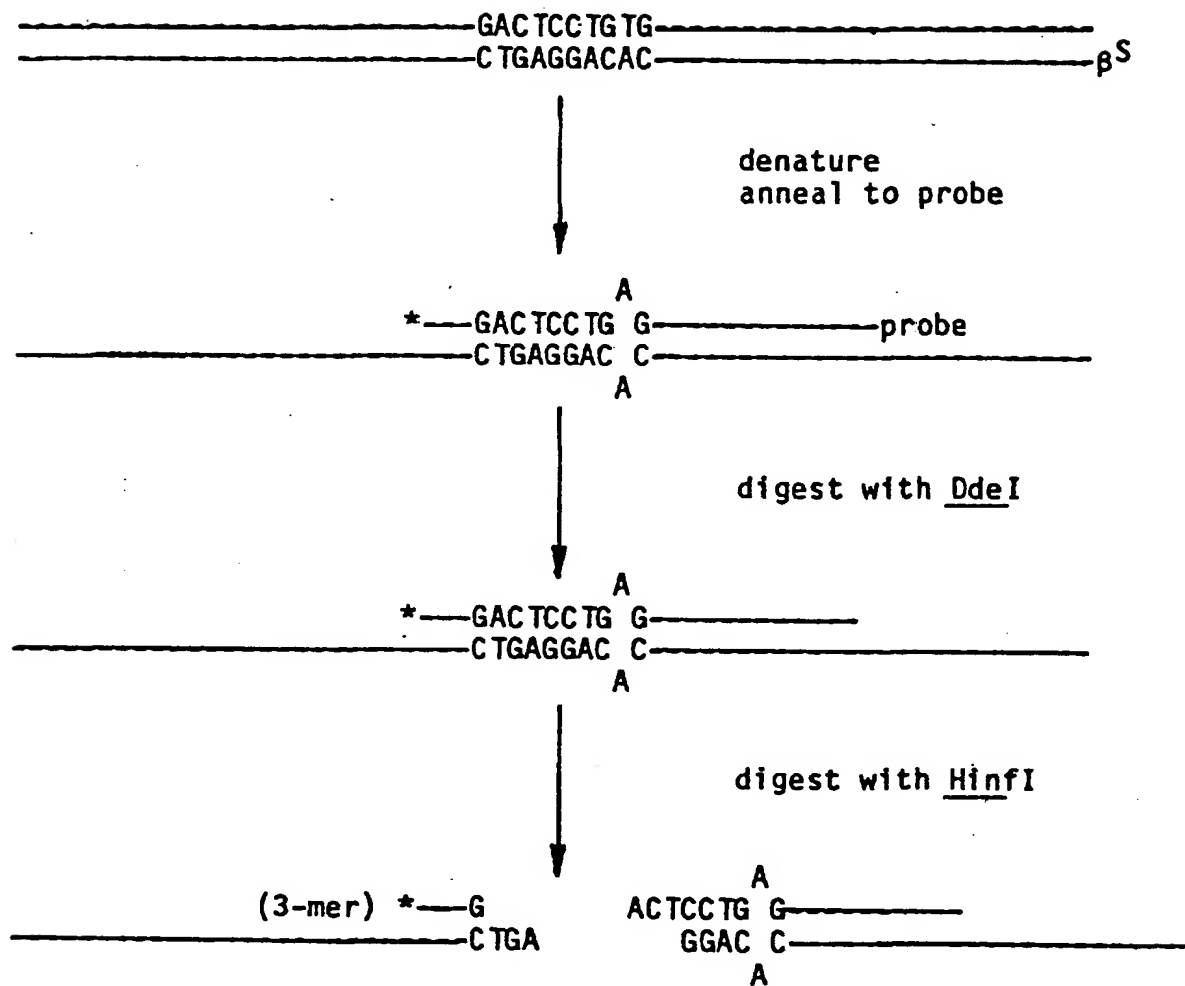 GACTCCTGTG
CTGAGGACAC βS
denature
anneal to probe
A
*—GACTCCTG G—probe
CTGAGGAC C
A
digest with DdeI
A
*—GACTCCTG G
CTGAGGAC C
A
digest with HinfI
A
(3-mer) *—G ACTCCTG G
CTGA GGAC C
A